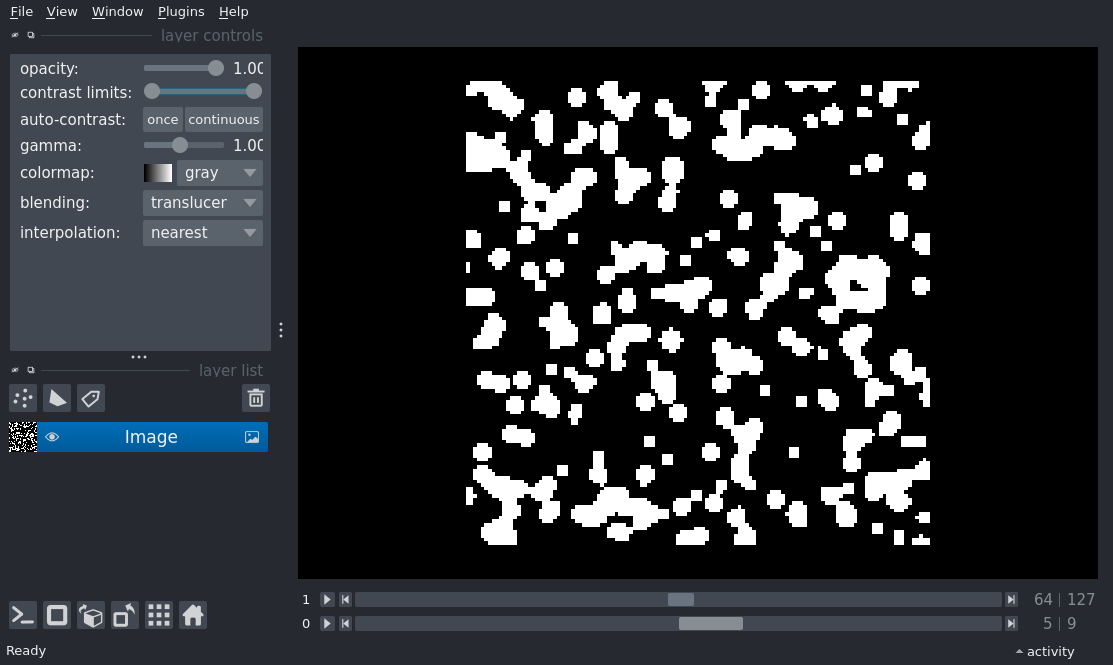 File View Window Plugins Help
layer controls
opacity: 1.00
contrast limits:
auto-contrast: once continuous
gamma: 1.00
colormap: gray
blending: translucer
interpolation: nearest
layer list
Image
1 64 | 127
0 5 | 9
Ready activity